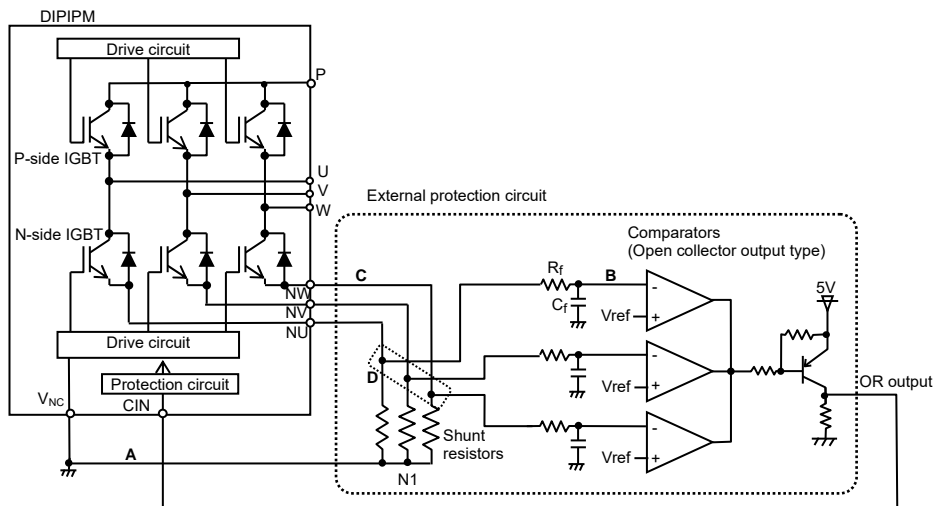 DIPIPM
Drive circuit
P
P-side IGBT
U
V
W
N-side IGBT
NW
NV
NU
Drive circuit
Protection circuit
VNC
CIN
A
External protection circuit
Comparators
(Open collector output type)
C
Rf
B
Cf
Vref
-
+
5V
D
Vref
-
+
OR output
Shunt
resistors
Vref
-
+
N1